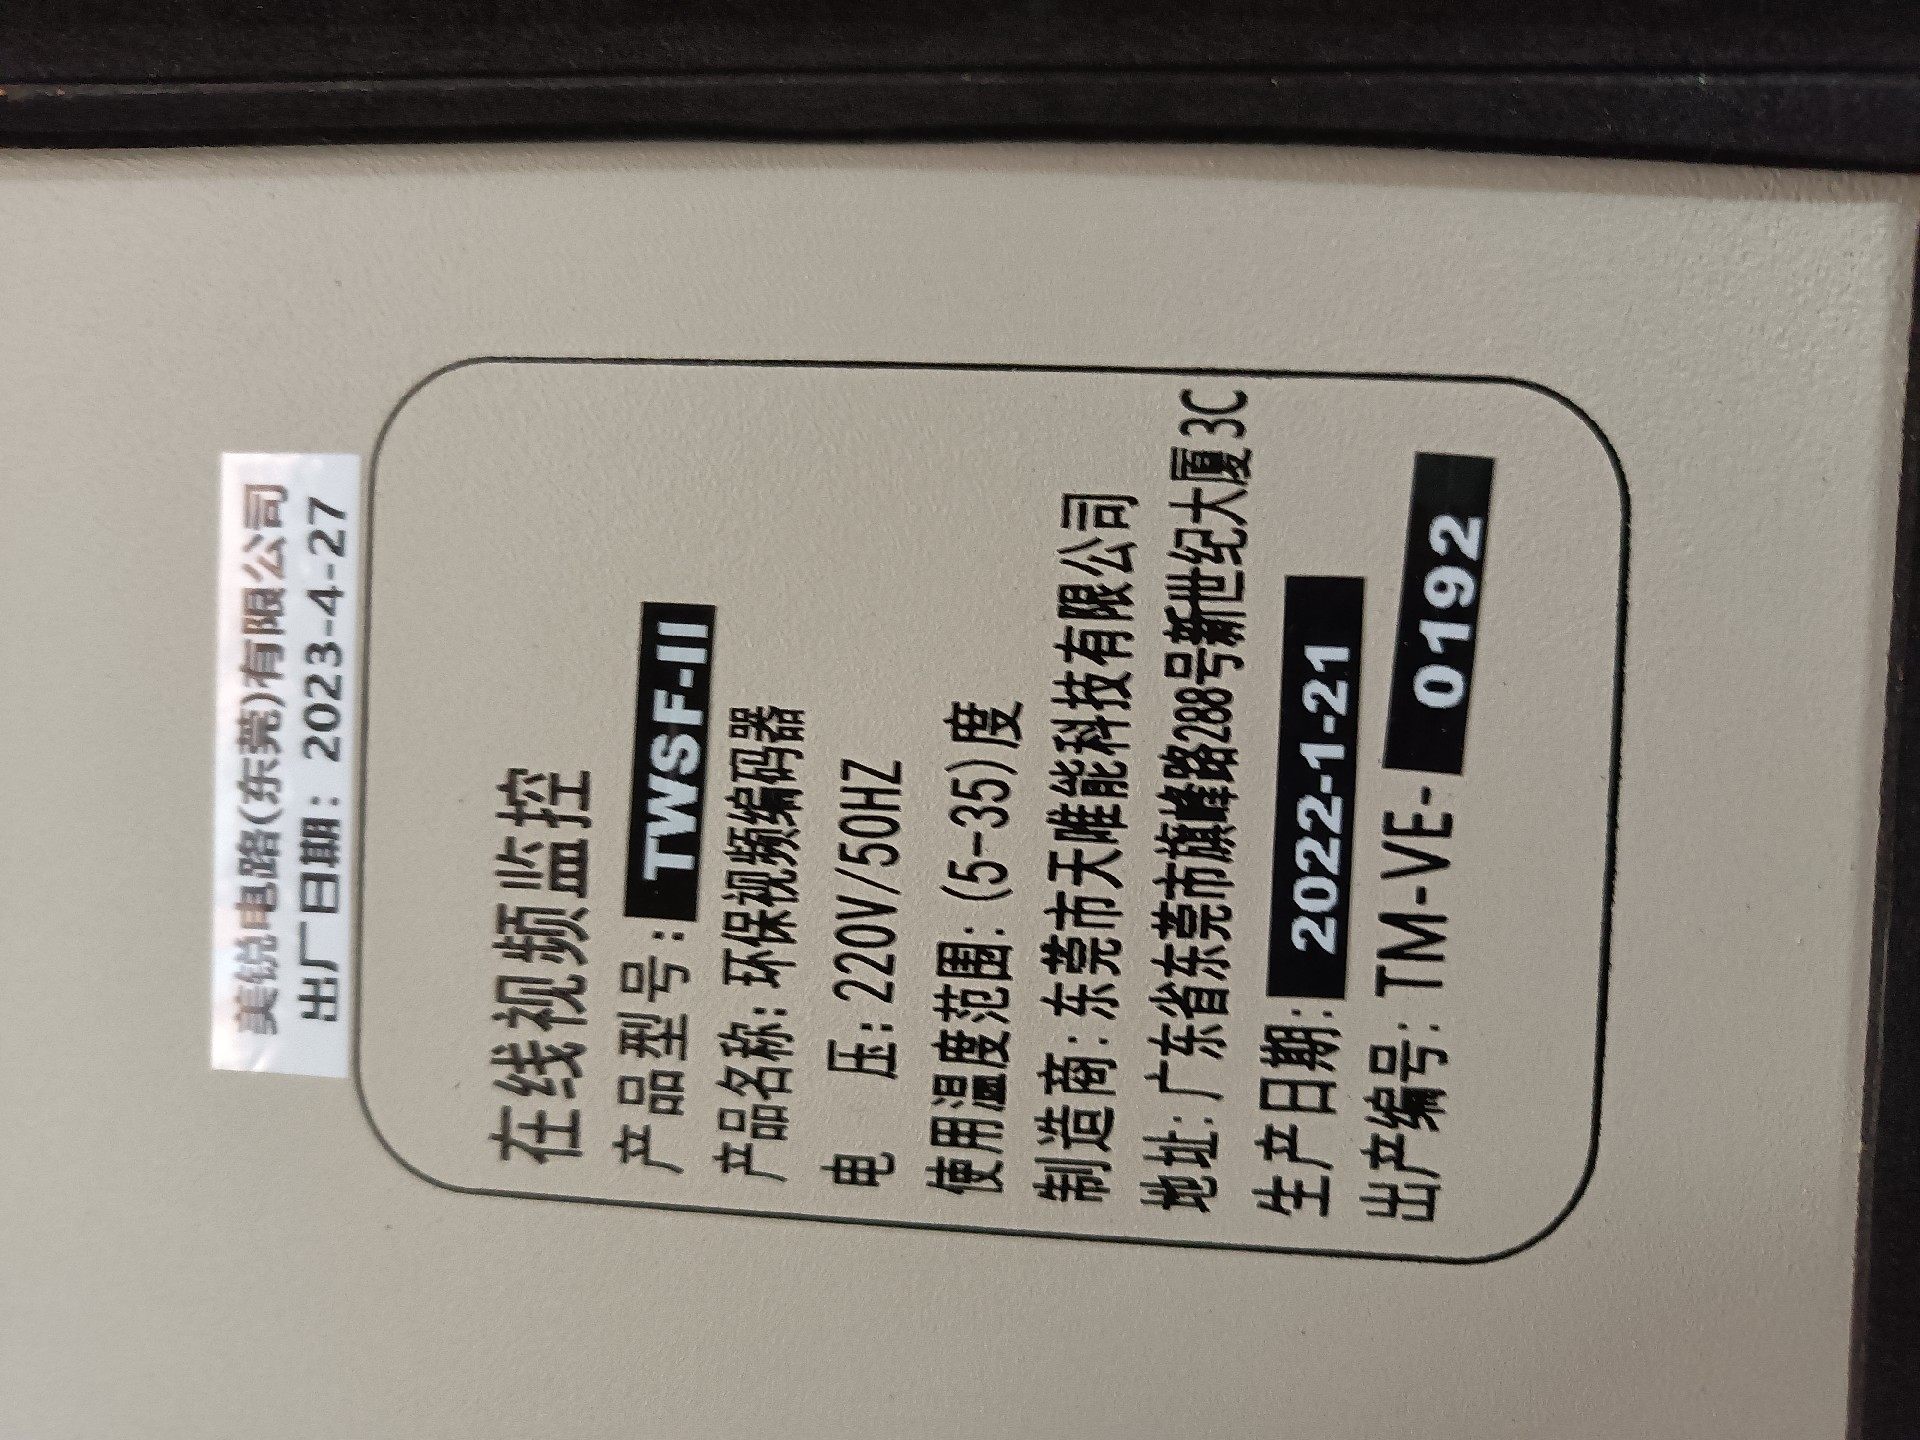 美锐电路(东莞)有限公司
出厂日期：2023-4-27
在线视频监控
产品型号：TWSF-II
产品名称：环保视频编码器
电 压：220V/50HZ
使用温度范围：(5-35)度
制造商：东莞市天唯能科技有限公司
地址：广东省东莞市旗峰路288号新世纪大厦3C
生产日期：2022-1-21
出产编号：TM-VE-0192